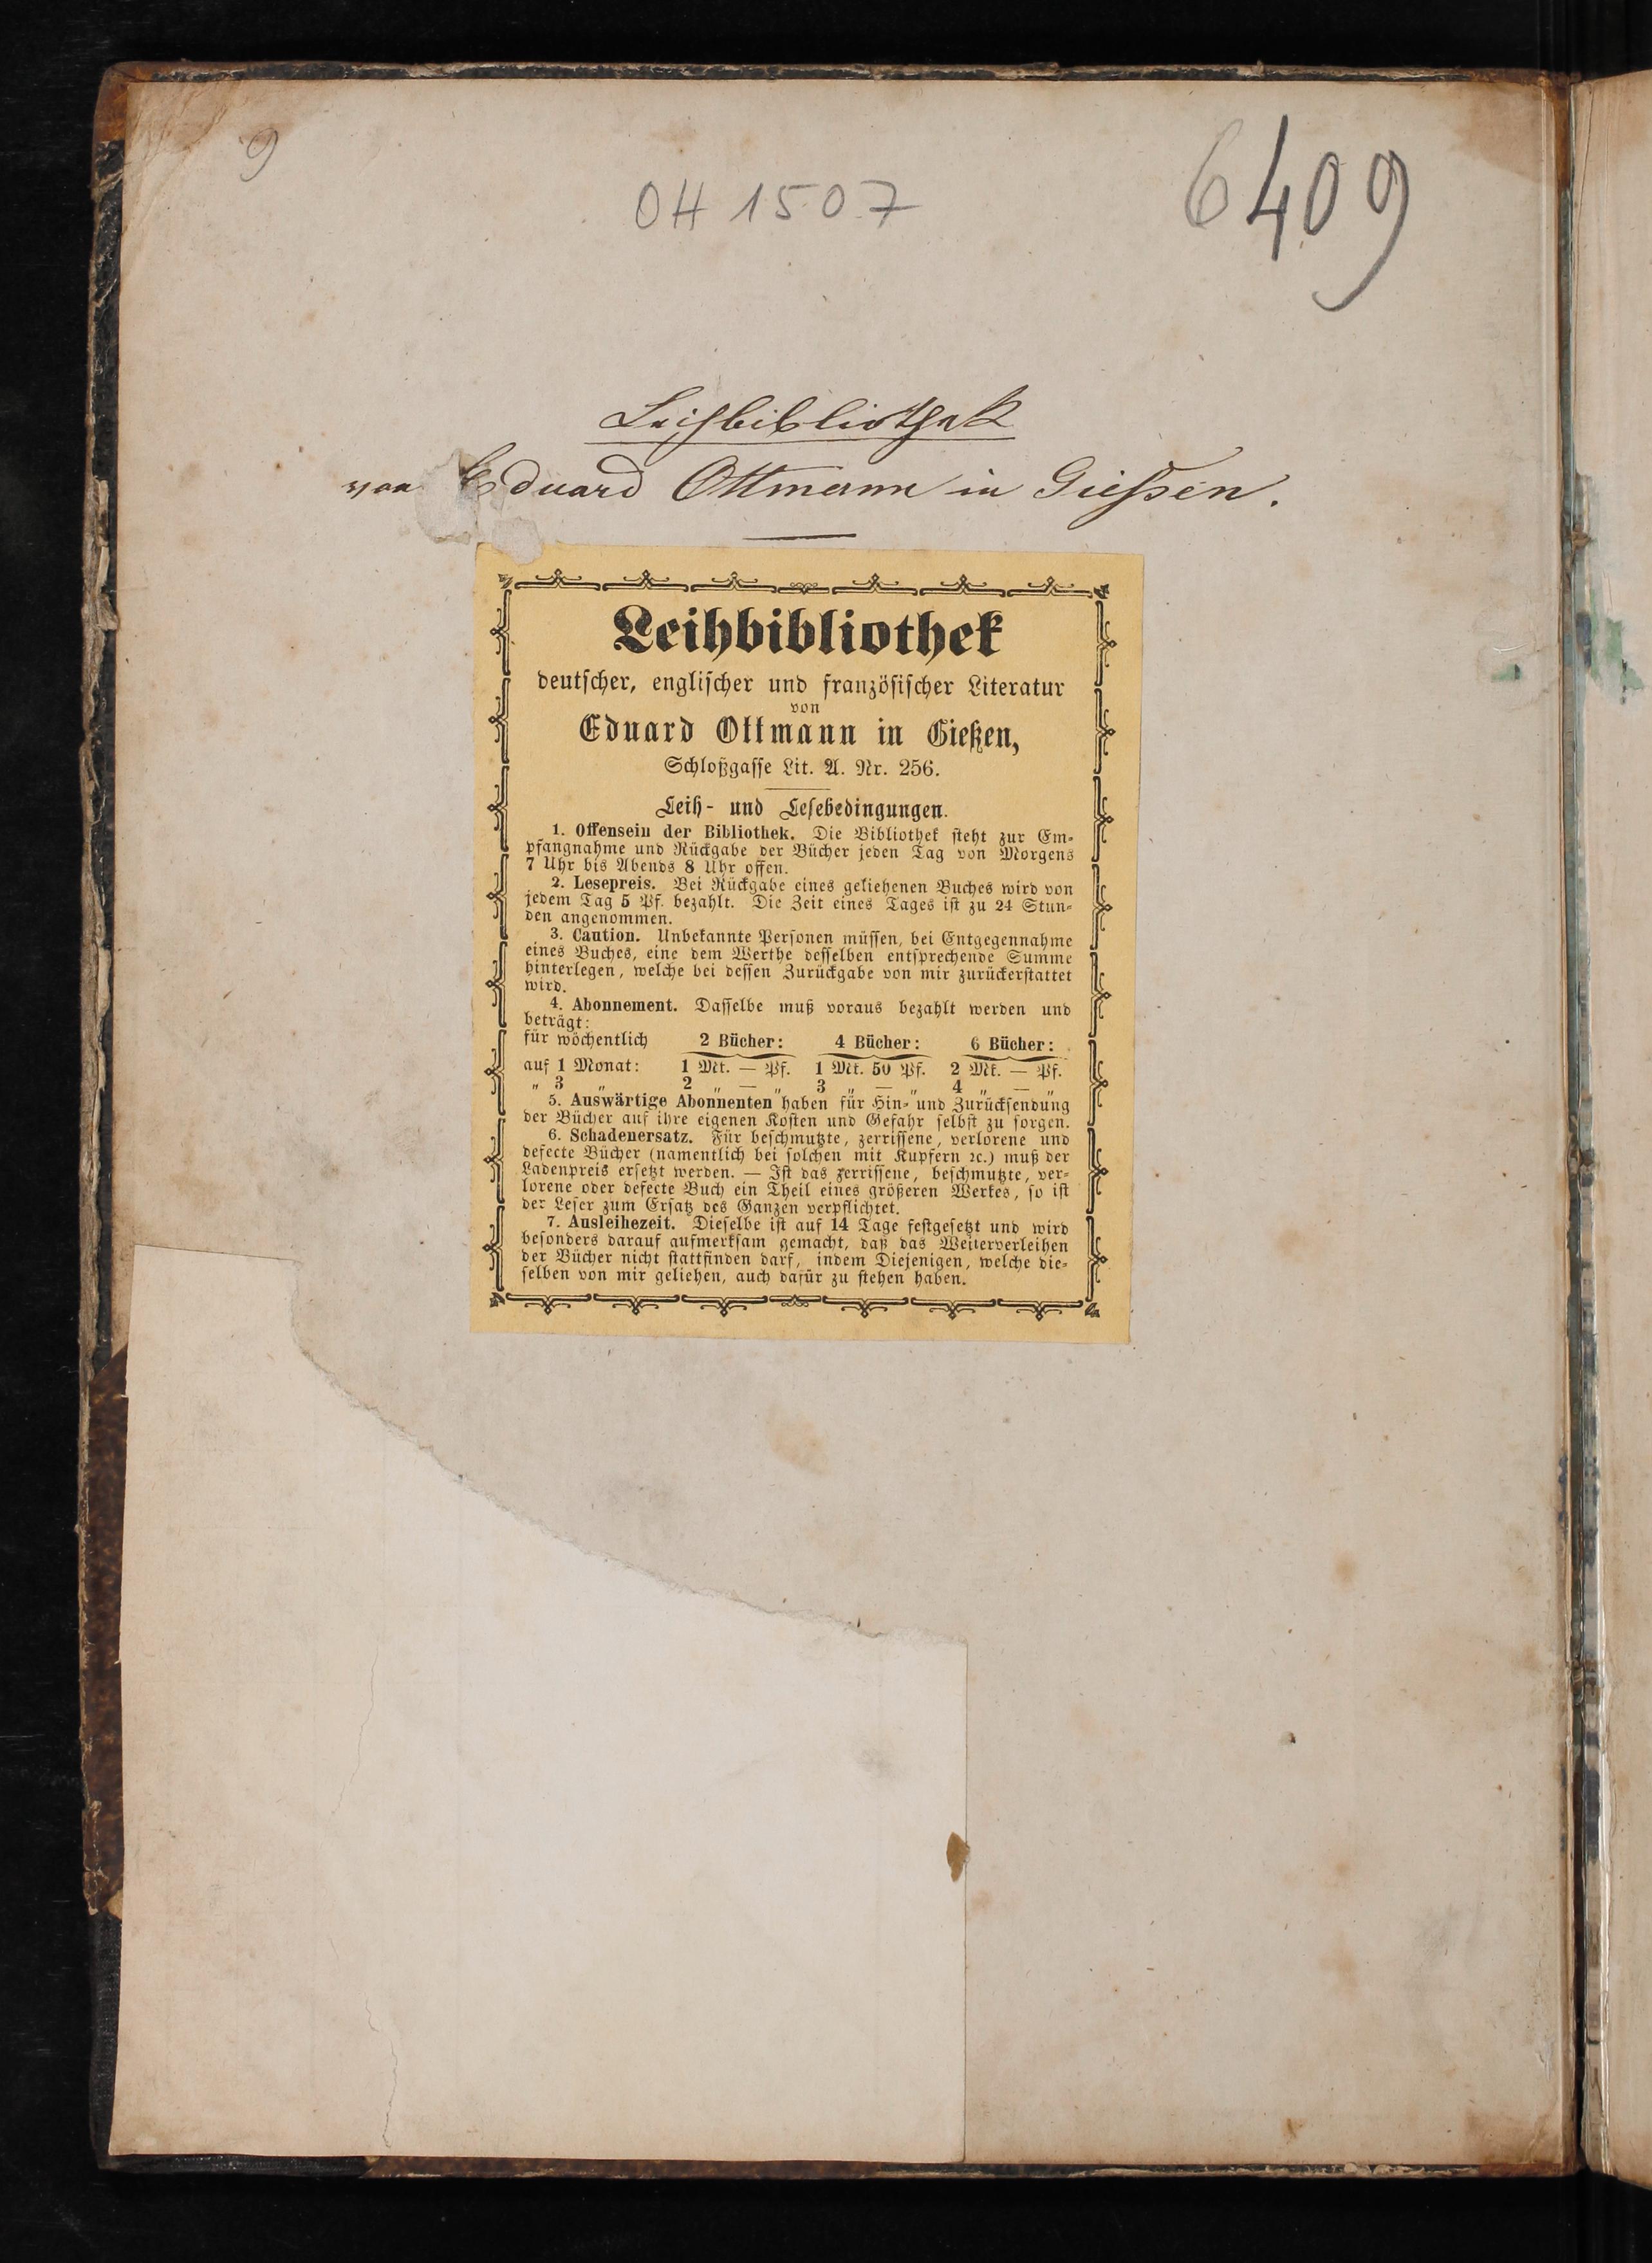 9
OH 1507
6409
Leihbibliothek
von Eduard Ottmann in Giessen.
Leihbibliothek
deutscher, englischer und französischer Literatur
von
Eduard Ottmann in Gießen,
Schloßgasse Lit. A. Nr. 256.
Leih- und Lesebedingungen.
1. Offensein der Bibliothek. Die Bibliothek steht zur Em-
pfangnahme und Rückgabe der Bücher jeden Tag von Morgens
7 Uhr bis Abends 8 Uhr offen.
2. Lesepreis. Bei Rückgabe eines geliehenen Buches wird von
jedem Tag 5 Pf. bezahlt. Die Zeit eines Tages ist zu 24 Stun-
den angenommen.
3. Caution. Unbekannte Personen müssen, bei Entgegennahme
eines Buches, eine dem Werthe desselben entsprechende Summe
hinterlegen, welche bei dessen Zurückgabe von mir zurückerstattet
wird.
4. Abonnement. Dasselbe muß voraus bezahlt werden und
beträgt:
für wöchentlich 2 Bücher: 4 Bücher: 6 Bücher:
auf 1 Monat: 1 Mk. — Pf. 1 Mk. 50 Pf. 2 Mk. — Pf.
„ 3 „ 2 „ — „ 3 „ — „ 4 „ — „
5. Auswärtige Abonnenten haben für Hin- und Zurücksendung
der Bücher auf ihre eigenen Kosten und Gefahr selbst zu sorgen.
6. Schadenersatz. Für beschmutzte, zerrissene, verlorene und
defecte Bücher (namentlich bei solchen mit Kupfern ꝛc.) muß der
Ladenpreis ersetzt werden. — Ist das zerrissene, beschmutzte, ver-
lorene oder defecte Buch ein Theil eines größeren Werkes, so ist
der Leser zum Ersatz des Ganzen verpflichtet.
7. Ausleihezeit. Dieselbe ist auf 14 Tage festgesetzt und wird
besonders darauf aufmerksam gemacht, daß das Weiterverleihen
der Bücher nicht stattfinden darf, indem Diejenigen, welche die-
selben von mir geliehen, auch dafür zu stehen haben.